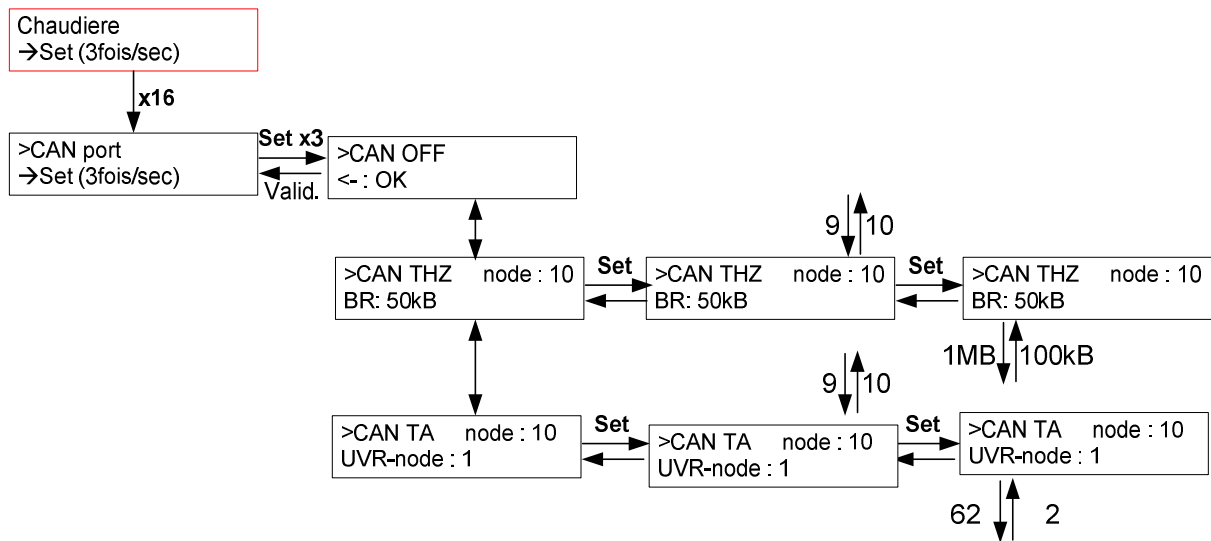 Chaudiere
→Set (3fois/sec)
x16
>CAN port
→Set (3fois/sec)
Set x3
Valid.
>CAN OFF
<- : OK
9 10
>CAN THZ node : 10
BR: 50kB
Set
>CAN THZ node : 10
BR: 50kB
Set
>CAN THZ node : 10
BR: 50kB
1MB 100kB
9 10
>CAN TA node : 10
UVR-node : 1
Set
>CAN TA node : 10
UVR-node : 1
Set
>CAN TA node : 10
UVR-node : 1
62 2